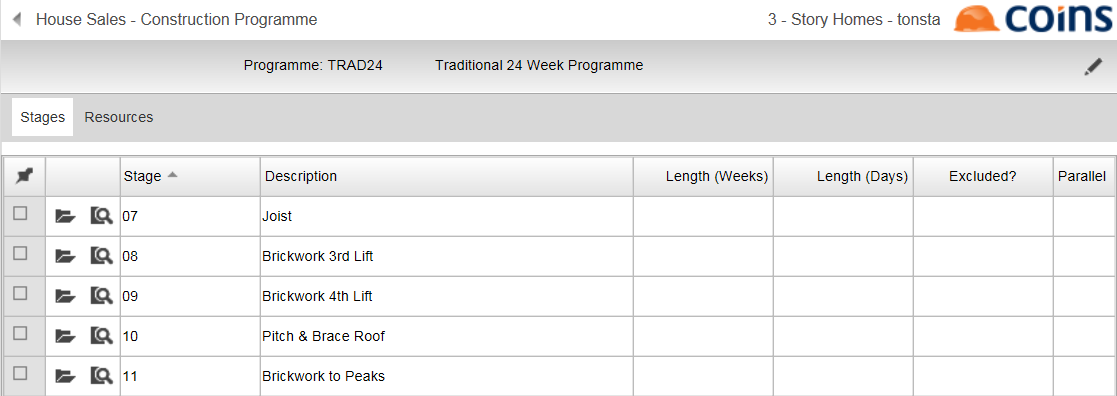 House Sales - Construction Programme 3 - Story Homes - tonsta coins
Programme: TRAD24 Traditional 24 Week Programme
Stages Resources
Stage Description Length (Weeks) Length (Days) Excluded? Parallel
07 Joist
08 Brickwork 3rd Lift
09 Brickwork 4th Lift
10 Pitch & Brace Roof
11 Brickwork to Peaks